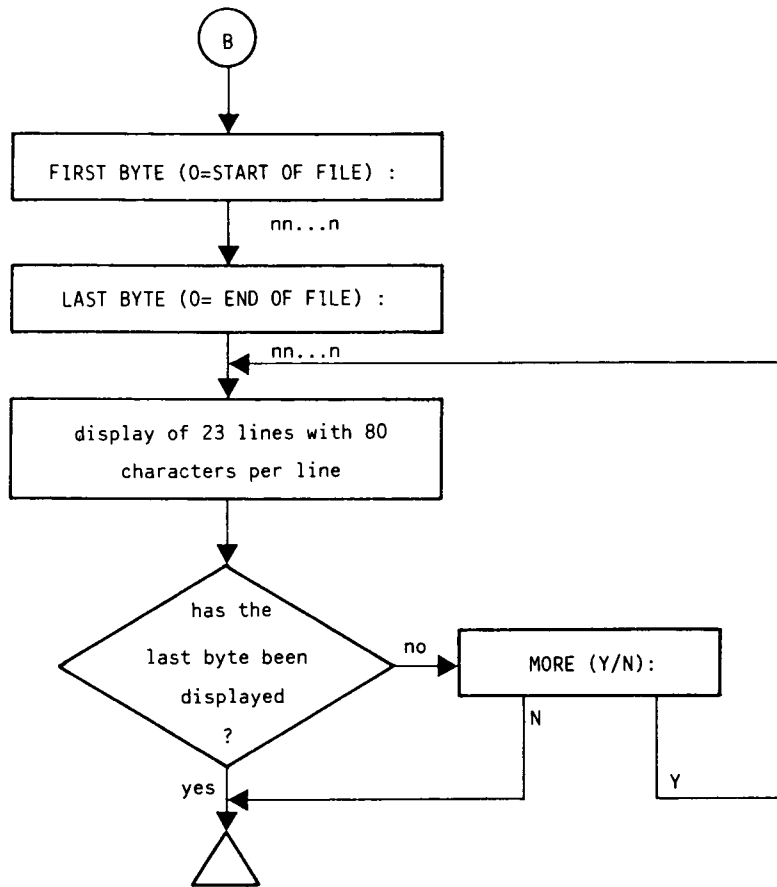 B
FIRST BYTE (0=START OF FILE) :
nn...n
LAST BYTE (0= END OF FILE) :
nn...n
display of 23 lines with 80
characters per line
has the
last byte been
displayed
?
no
MORE (Y/N):
N
Y
yes